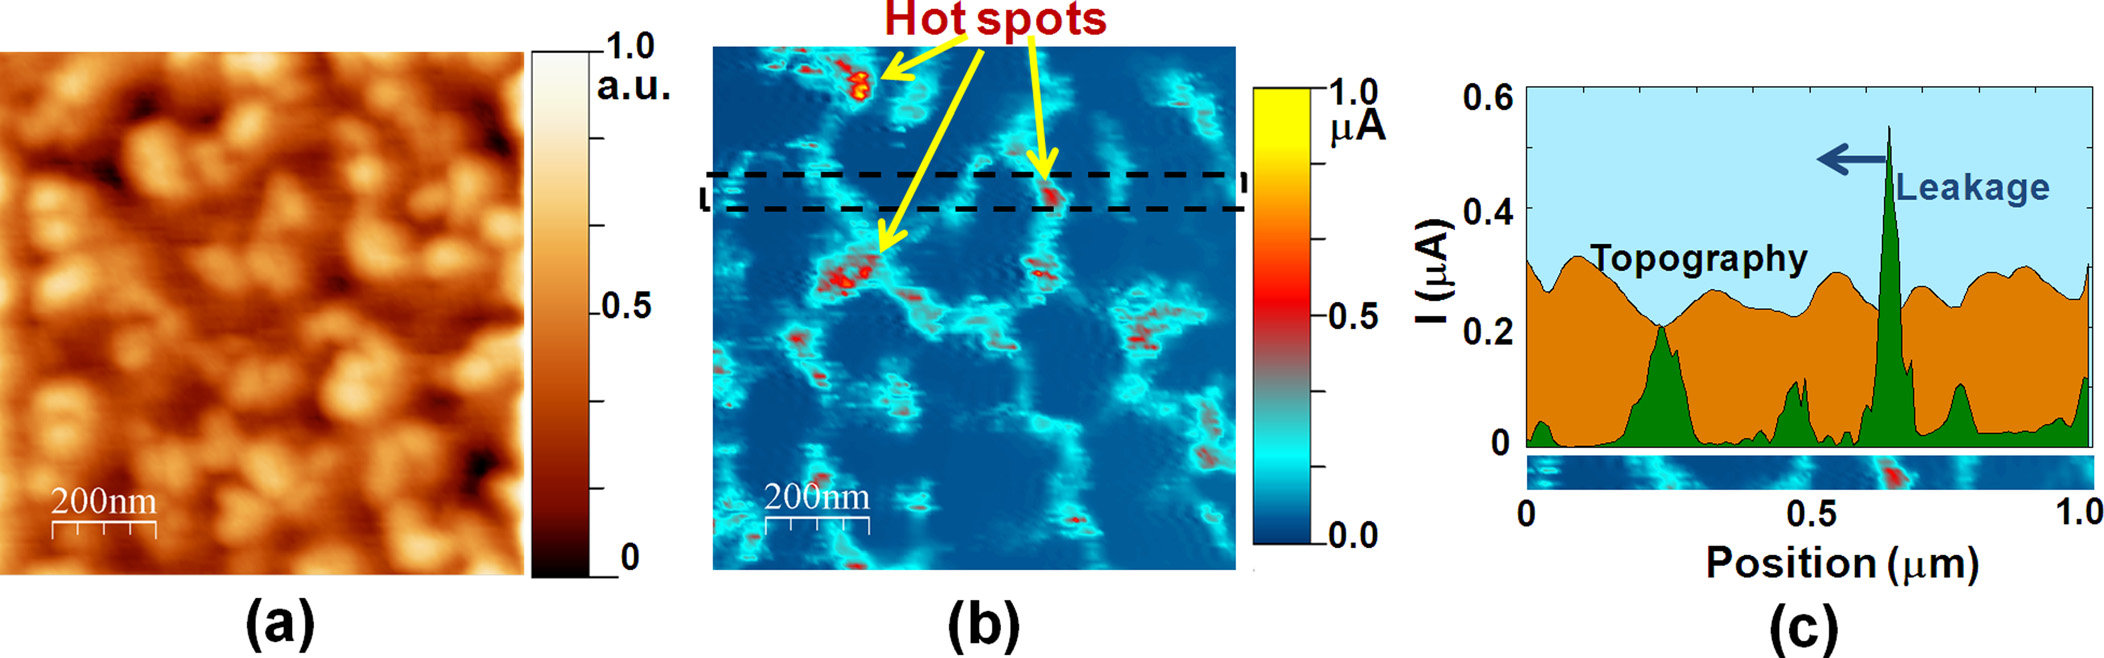 1.0
a.u.
0.5
0
200nm
(a)
Hot spots
1.0
μA
0.5
0.0
200nm
(b)
0.6
0.4
0.2
0
I (μA)
Topography
Leakage
0
0.5
1.0
Position (μm)
(c)